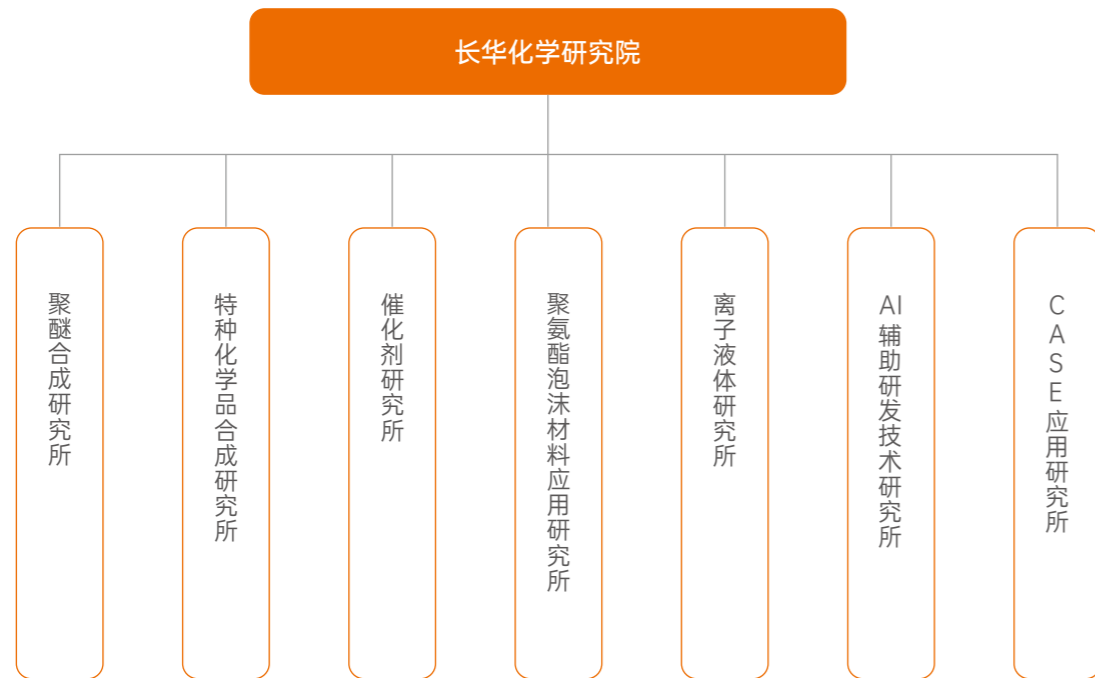 长华化学研究院
聚醚合成研究所
特种化学品合成研究所
催化剂研究所
聚氨酯泡沫材料应用研究所
离子液体研究所
AI辅助研发技术研究所
CASE应用研究所